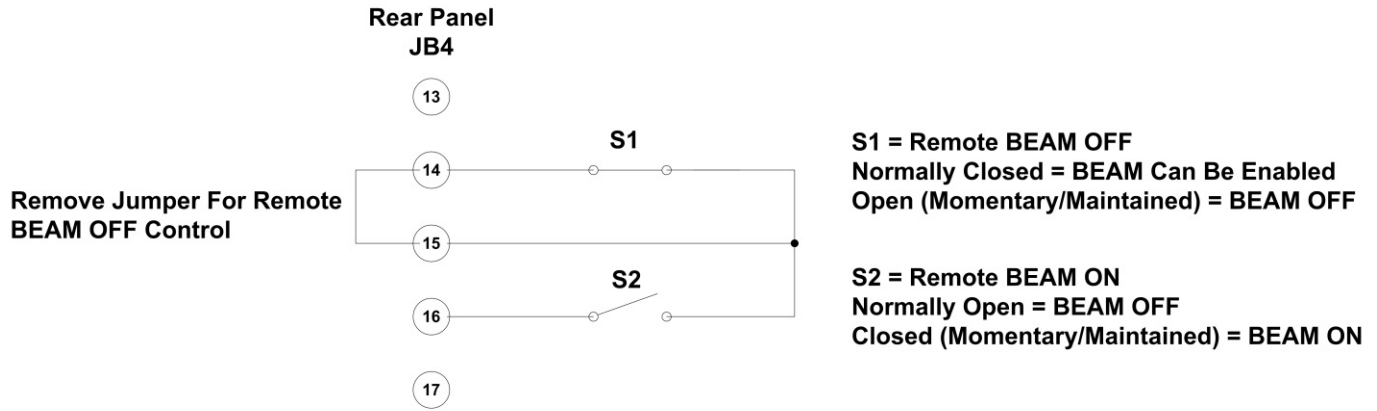 Rear Panel
JB4
13
S1
14
15
S2
16
17
Remove Jumper For Remote
BEAM OFF Control
S1 = Remote BEAM OFF
Normally Closed = BEAM Can Be Enabled
Open (Momentary/Maintained) = BEAM OFF
S2 = Remote BEAM ON
Normally Open = BEAM OFF
Closed (Momentary/Maintained) = BEAM ON